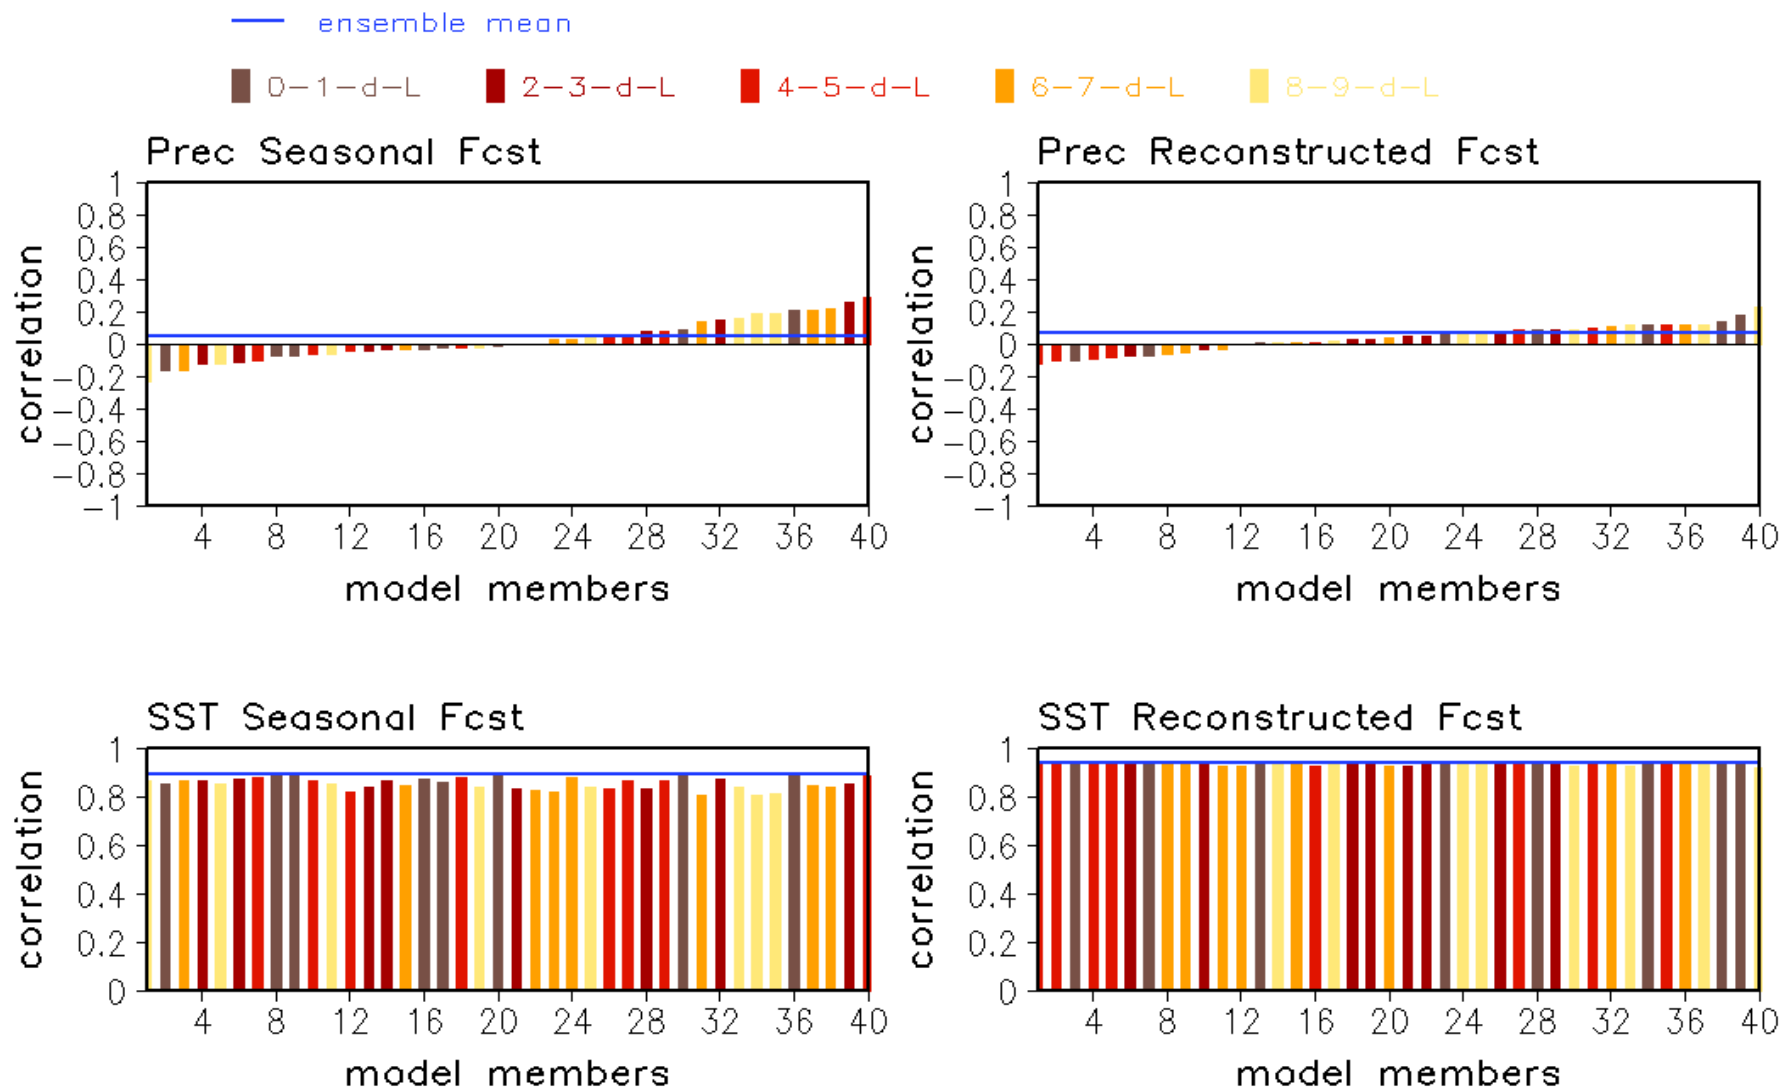 ensemble mean
0-1-d-L 2-3-d-L 4-5-d-L 6-7-d-L 8-9-d-L
Prec Seasonal Fcst
1
0.8
0.6
0.4
0.2
0
-0.2
-0.4
-0.6
-0.8
-1
correlation
4 8 12 16 20 24 28 32 36 40
model members
Prec Reconstructed Fcst
1
0.8
0.6
0.4
0.2
0
-0.2
-0.4
-0.6
-0.8
-1
correlation
4 8 12 16 20 24 28 32 36 40
model members
SST Seasonal Fcst
1
0.8
0.6
0.4
0.2
0
correlation
4 8 12 16 20 24 28 32 36 40
model members
SST Reconstructed Fcst
1
0.8
0.6
0.4
0.2
0
correlation
4 8 12 16 20 24 28 32 36 40
model members